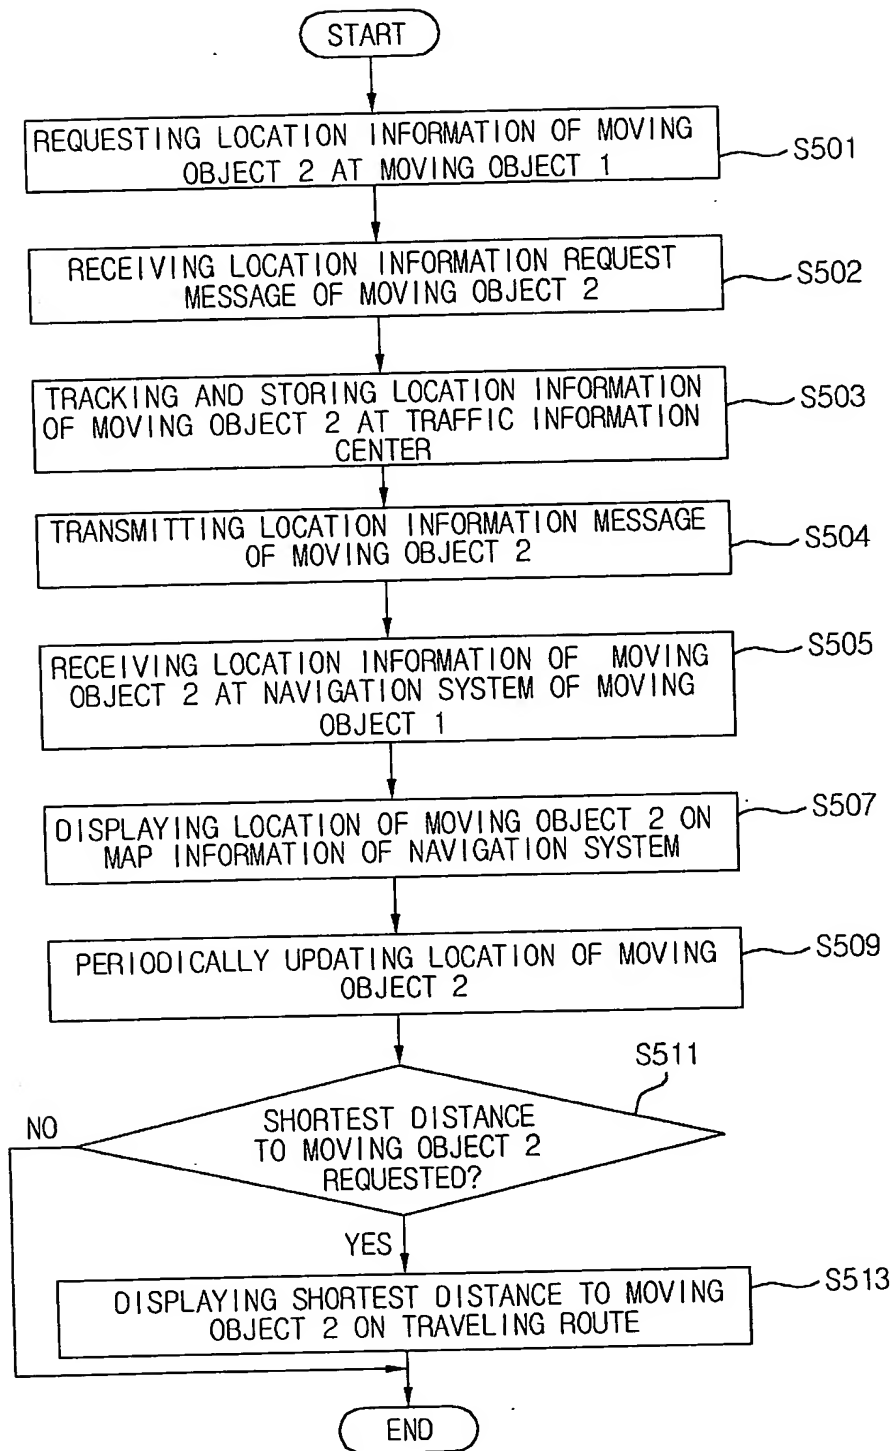 START
REQUESTING LOCATION INFORMATION OF MOVING
OBJECT 2 AT MOVING OBJECT 1
S501
RECEIVING LOCATION INFORMATION REQUEST
MESSAGE OF MOVING OBJECT 2
S502
TRACKING AND STORING LOCATION INFORMATION
OF MOVING OBJECT 2 AT TRAFFIC INFORMATION
CENTER
S503
TRANSMITTING LOCATION INFORMATION MESSAGE
OF MOVING OBJECT 2
S504
RECEIVING LOCATION INFORMATION OF MOVING
OBJECT 2 AT NAVIGATION SYSTEM OF MOVING
OBJECT 1
S505
DISPLAYING LOCATION OF MOVING OBJECT 2 ON
MAP INFORMATION OF NAVIGATION SYSTEM
S507
PERIODICALLY UPDATING LOCATION OF MOVING
OBJECT 2
S509
S511
SHORTEST DISTANCE
TO MOVING OBJECT 2
REQUESTED?
NO
YES
DISPLAYING SHORTEST DISTANCE TO MOVING
OBJECT 2 ON TRAVELING ROUTE
S513
END